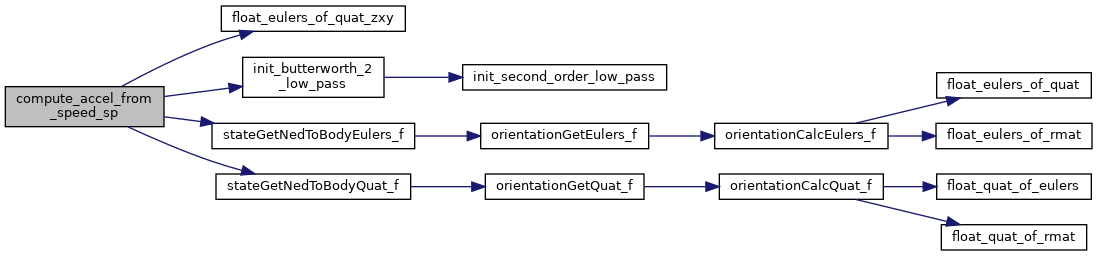 float_eulers_of_quat_zxy
init_butterworth_2
_low_pass
init_second_order_low_pass
compute_accel_from
_speed_sp
float_eulers_of_quat
stateGetNedToBodyEulers_f
orientationGetEulers_f
orientationCalcEulers_f
float_eulers_of_rmat
stateGetNedToBodyQuat_f
orientationGetQuat_f
orientationCalcQuat_f
float_quat_of_eulers
float_quat_of_rmat